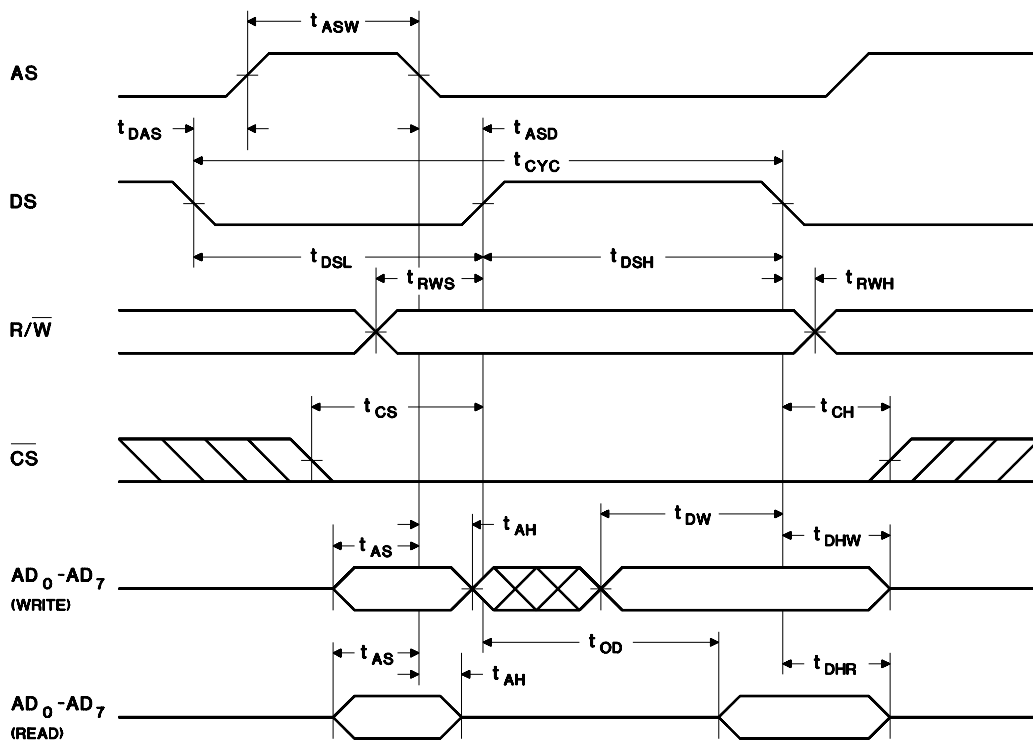 t ASW
AS
t DAS
t ASD
t CYC
DS
t DSL
t DSH
t RWS
t RWH
R/W̅
t CS
t CH
C̅S̅
t DW
t AH
t AS
t DHW
AD 0 -AD 7
(WRITE)
t OD
t AS
t AH
t DHR
AD 0 -AD 7
(READ)